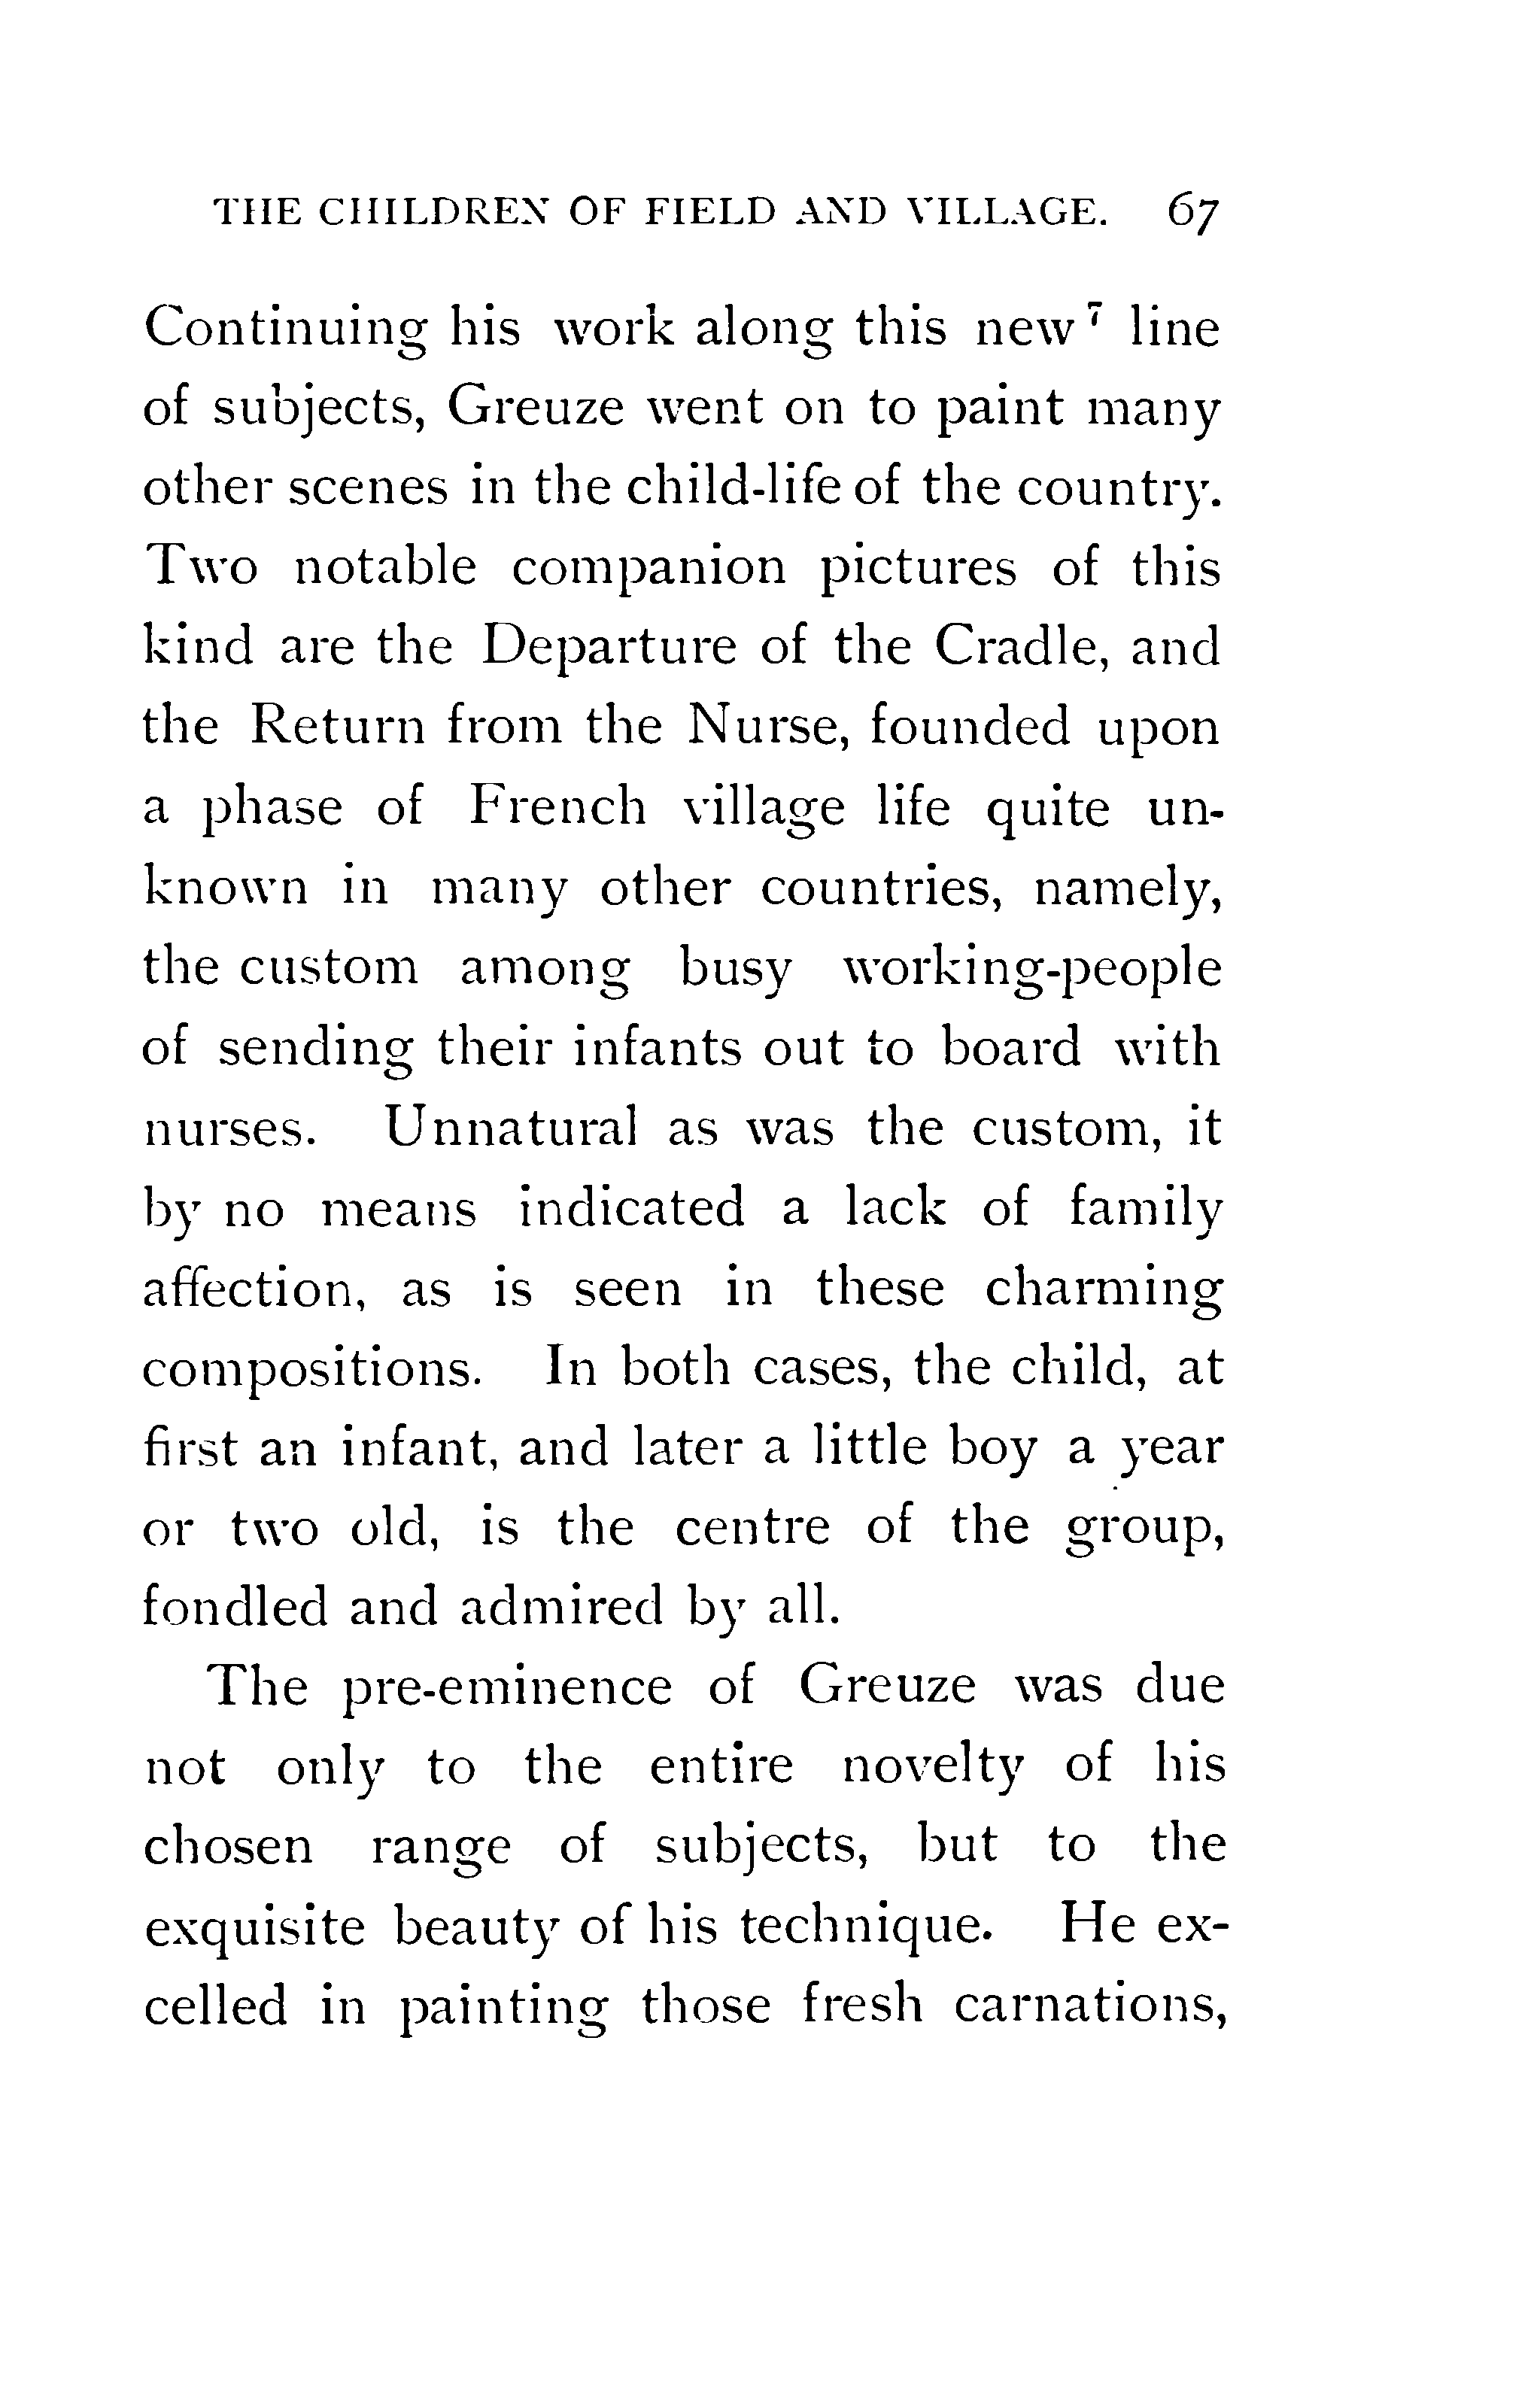 THE CHILDREN OF FIELD AND VILLAGE. 67
Continuing his work along this new 7 line
of subjects, Greuze went on to paint many
other scenes in the child-life of the country.
Two notable companion pictures of this
kind are the Departure of the Cradle, and
the Return from the Nurse, founded upon
a phase of French village life quite un-
known in many other countries, namely,
the custom among busy working-people
of sending their infants out to board with
nurses. Unnatural as was the custom, it
by no means indicated a lack of family
affection, as is seen in these charming
compositions. In both cases, the child, at
first an infant, and later a little boy a year
or two old, is the centre of the group,
fondled and admired by all.
The pre-eminence of Greuze was due
not only to the entire novelty of his
chosen range of subjects, but to the
exquisite beauty of his technique. He ex-
celled in painting those fresh carnations,